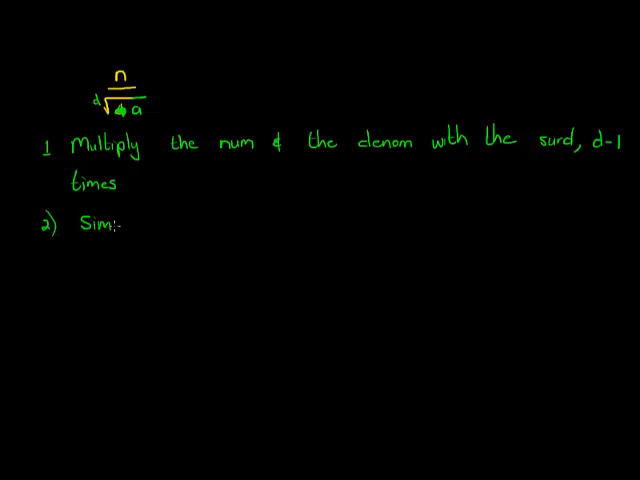 n
d√a
1 Multiply the num & the denom with the surd, d-1
times
2) Sim